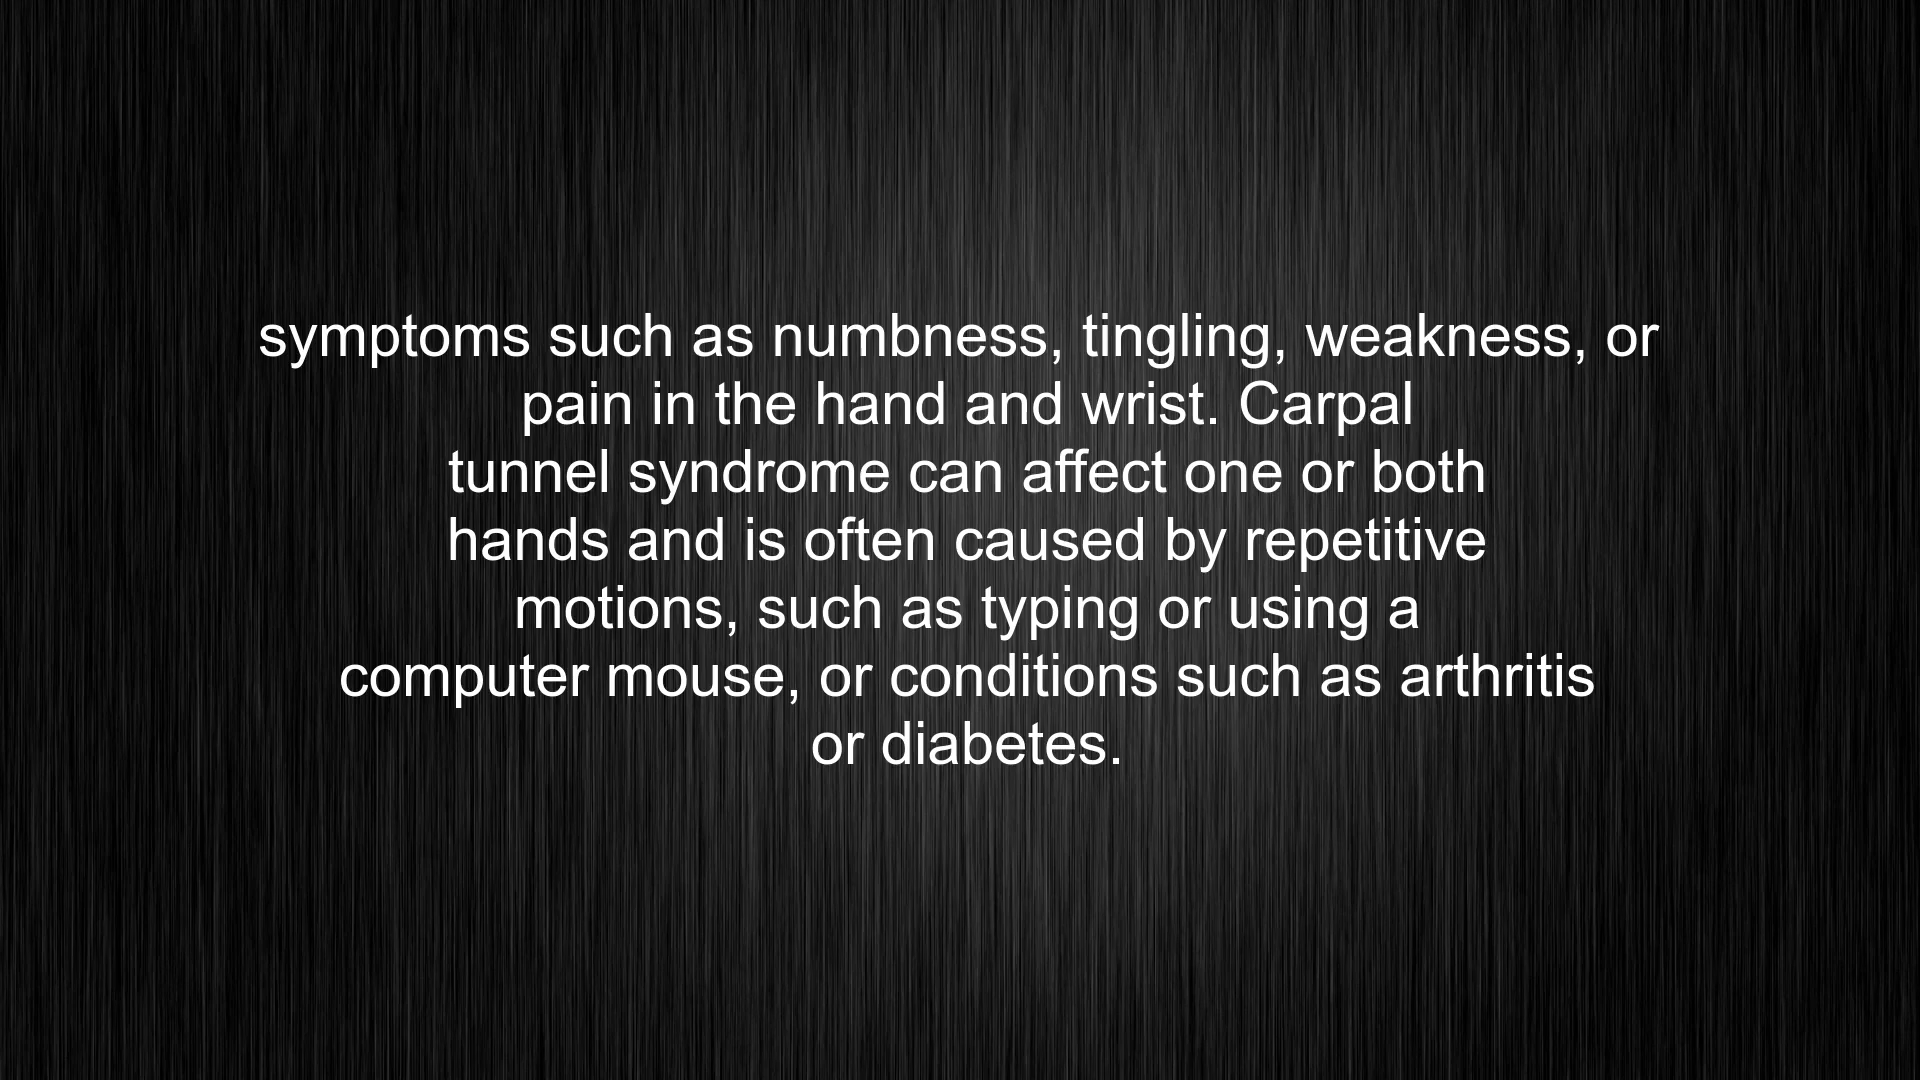 symptoms such as numbness, tingling, weakness, or
pain in the hand and wrist. Carpal
tunnel syndrome can affect one or both
hands and is often caused by repetitive
motions, such as typing or using a
computer mouse, or conditions such as arthritis
or diabetes.